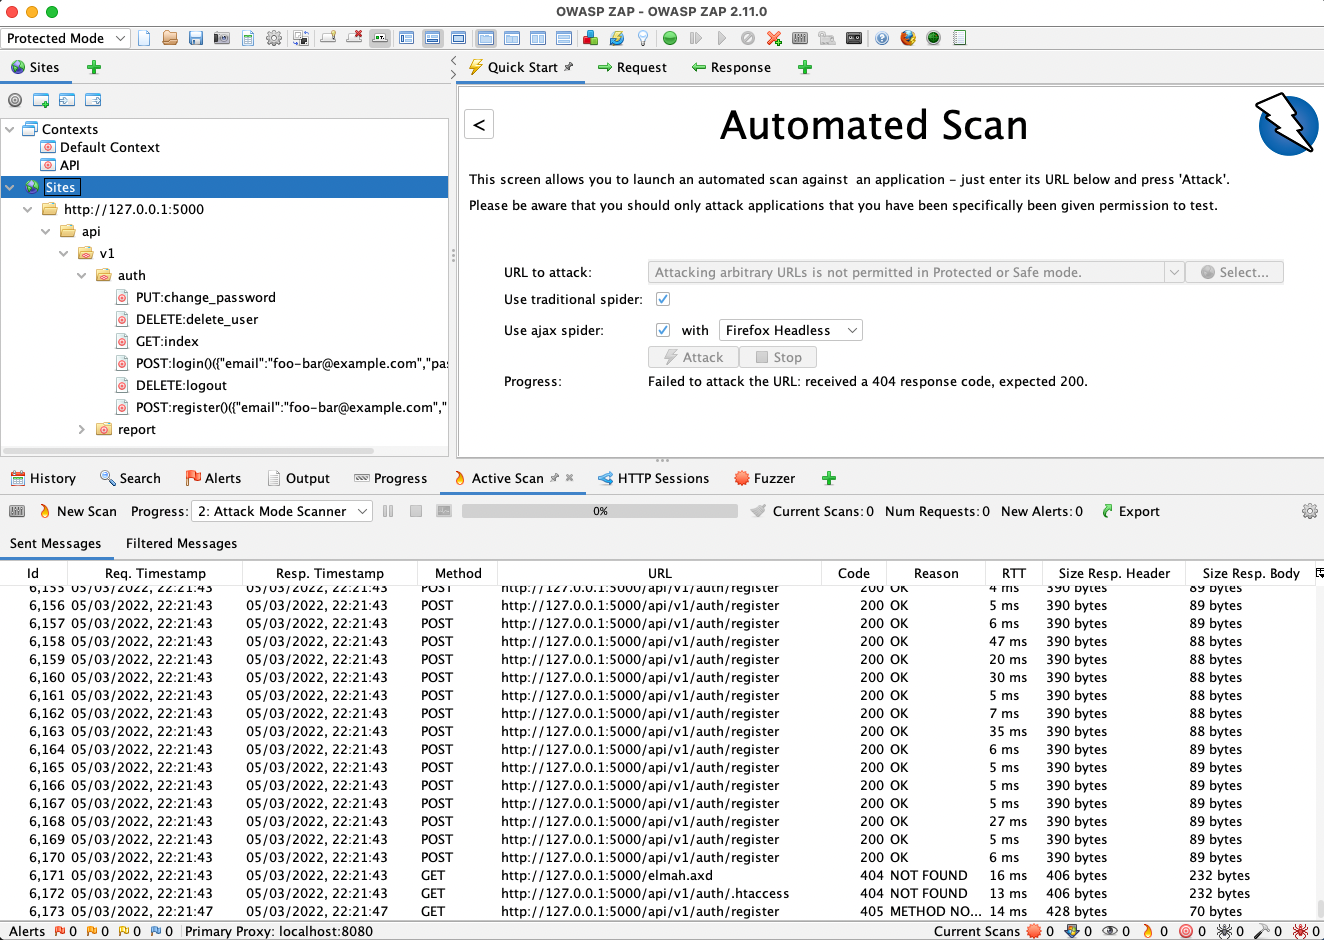 OWASP ZAP - OWASP ZAP 2.11.0
Protected Mode
Sites
Quick Start Request Response
Contexts
Default Context
API
Sites
http://127.0.0.1:5000
api
v1
auth
PUT:change_password
DELETE:delete_user
GET:index
POST:login()({"email":"foo-bar@example.com","pas
DELETE:logout
POST:register()({"email":"foo-bar@example.com","
report
<
Automated Scan
This screen allows you to launch an automated scan against an application - just enter its URL below and press 'Attack'.
Please be aware that you should only attack applications that you have been specifically been given permission to test.
URL to attack: Attacking arbitrary URLs is not permitted in Protected or Safe mode. Select...
Use traditional spider:
Use ajax spider: with Firefox Headless
Attack Stop
Progress: Failed to attack the URL: received a 404 response code, expected 200.
History Search Alerts Output Progress Active Scan HTTP Sessions Fuzzer
New Scan Progress: 2: Attack Mode Scanner 0% Current Scans: 0 Num Requests: 0 New Alerts: 0 Export
Sent Messages Filtered Messages
Id Req. Timestamp Resp. Timestamp Method URL Code Reason RTT Size Resp. Header Size Resp. Body
6,155 05/03/2022, 22:21:43 05/03/2022, 22:21:43 POST http://127.0.0.1:5000/api/v1/auth/register 200 OK 4 ms 390 bytes 89 bytes
6,156 05/03/2022, 22:21:43 05/03/2022, 22:21:43 POST http://127.0.0.1:5000/api/v1/auth/register 200 OK 5 ms 390 bytes 89 bytes
6,157 05/03/2022, 22:21:43 05/03/2022, 22:21:43 POST http://127.0.0.1:5000/api/v1/auth/register 200 OK 6 ms 390 bytes 89 bytes
6,158 05/03/2022, 22:21:43 05/03/2022, 22:21:43 POST http://127.0.0.1:5000/api/v1/auth/register 200 OK 47 ms 390 bytes 88 bytes
6,159 05/03/2022, 22:21:43 05/03/2022, 22:21:43 POST http://127.0.0.1:5000/api/v1/auth/register 200 OK 20 ms 390 bytes 88 bytes
6,160 05/03/2022, 22:21:43 05/03/2022, 22:21:43 POST http://127.0.0.1:5000/api/v1/auth/register 200 OK 30 ms 390 bytes 88 bytes
6,161 05/03/2022, 22:21:43 05/03/2022, 22:21:43 POST http://127.0.0.1:5000/api/v1/auth/register 200 OK 5 ms 390 bytes 88 bytes
6,162 05/03/2022, 22:21:43 05/03/2022, 22:21:43 POST http://127.0.0.1:5000/api/v1/auth/register 200 OK 7 ms 390 bytes 88 bytes
6,163 05/03/2022, 22:21:43 05/03/2022, 22:21:43 POST http://127.0.0.1:5000/api/v1/auth/register 200 OK 35 ms 390 bytes 88 bytes
6,164 05/03/2022, 22:21:43 05/03/2022, 22:21:43 POST http://127.0.0.1:5000/api/v1/auth/register 200 OK 6 ms 390 bytes 89 bytes
6,165 05/03/2022, 22:21:43 05/03/2022, 22:21:43 POST http://127.0.0.1:5000/api/v1/auth/register 200 OK 5 ms 390 bytes 89 bytes
6,166 05/03/2022, 22:21:43 05/03/2022, 22:21:43 POST http://127.0.0.1:5000/api/v1/auth/register 200 OK 5 ms 390 bytes 89 bytes
6,167 05/03/2022, 22:21:43 05/03/2022, 22:21:43 POST http://127.0.0.1:5000/api/v1/auth/register 200 OK 5 ms 390 bytes 89 bytes
6,168 05/03/2022, 22:21:43 05/03/2022, 22:21:43 POST http://127.0.0.1:5000/api/v1/auth/register 200 OK 27 ms 390 bytes 89 bytes
6,169 05/03/2022, 22:21:43 05/03/2022, 22:21:43 POST http://127.0.0.1:5000/api/v1/auth/register 200 OK 5 ms 390 bytes 89 bytes
6,170 05/03/2022, 22:21:43 05/03/2022, 22:21:43 POST http://127.0.0.1:5000/api/v1/auth/register 200 OK 6 ms 390 bytes 89 bytes
6,171 05/03/2022, 22:21:43 05/03/2022, 22:21:43 GET http://127.0.0.1:5000/elmah.axd 404 NOT FOUND 16 ms 406 bytes 232 bytes
6,172 05/03/2022, 22:21:43 05/03/2022, 22:21:43 GET http://127.0.0.1:5000/api/v1/auth/.htaccess 404 NOT FOUND 13 ms 406 bytes 232 bytes
6,173 05/03/2022, 22:21:47 05/03/2022, 22:21:47 GET http://127.0.0.1:5000/api/v1/auth/register 405 METHOD NO... 14 ms 428 bytes 70 bytes
Alerts 0 0 0 0 Primary Proxy: localhost:8080 Current Scans 0 0 0 0 0 0 0 0